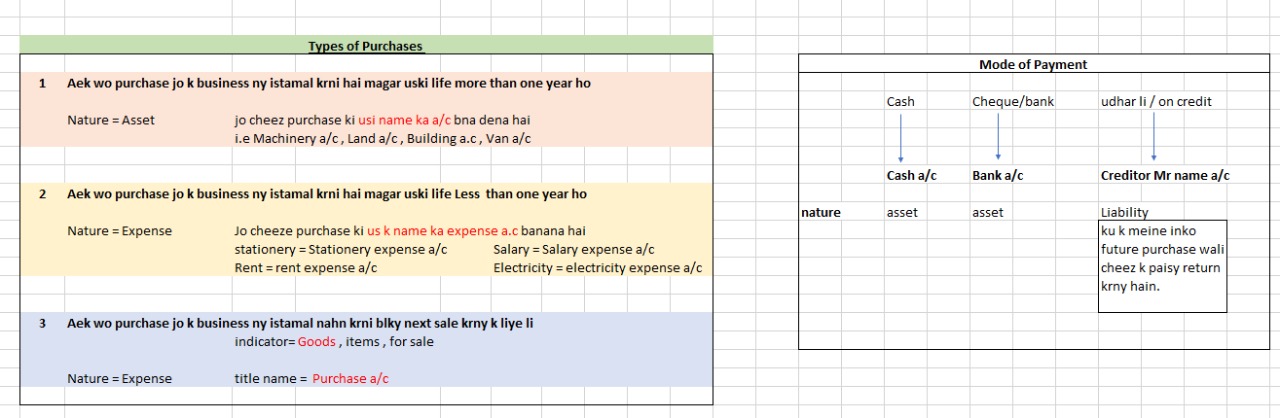 Types of Purchases
1 Aek wo purchase jo k business ny istamal krni hai magar uski life more than one year ho
Nature = Asset jo cheez purchase ki usi name ka a/c bna dena hai
i.e Machinery a/c , Land a/c , Building a.c , Van a/c
2 Aek wo purchase jo k business ny istamal krni hai magar uski life Less than one year ho
Nature = Expense Jo cheeze purchase ki us k name ka expense a.c banana hai
stationery = Stationery expense a/c Salary = Salary expense a/c
Rent = rent expense a/c Electricity = electricity expense a/c
3 Aek wo purchase jo k business ny istamal nahn krni blky next sale krny k liye li
indicator= Goods , items , for sale
Nature = Expense title name = Purchase a/c
Mode of Payment
Cash Cheque/bank udhar li / on credit
Cash a/c Bank a/c Creditor Mr name a/c
nature asset asset Liability
ku k meine inko
future purchase wali
cheez k paisy return
krny hain.